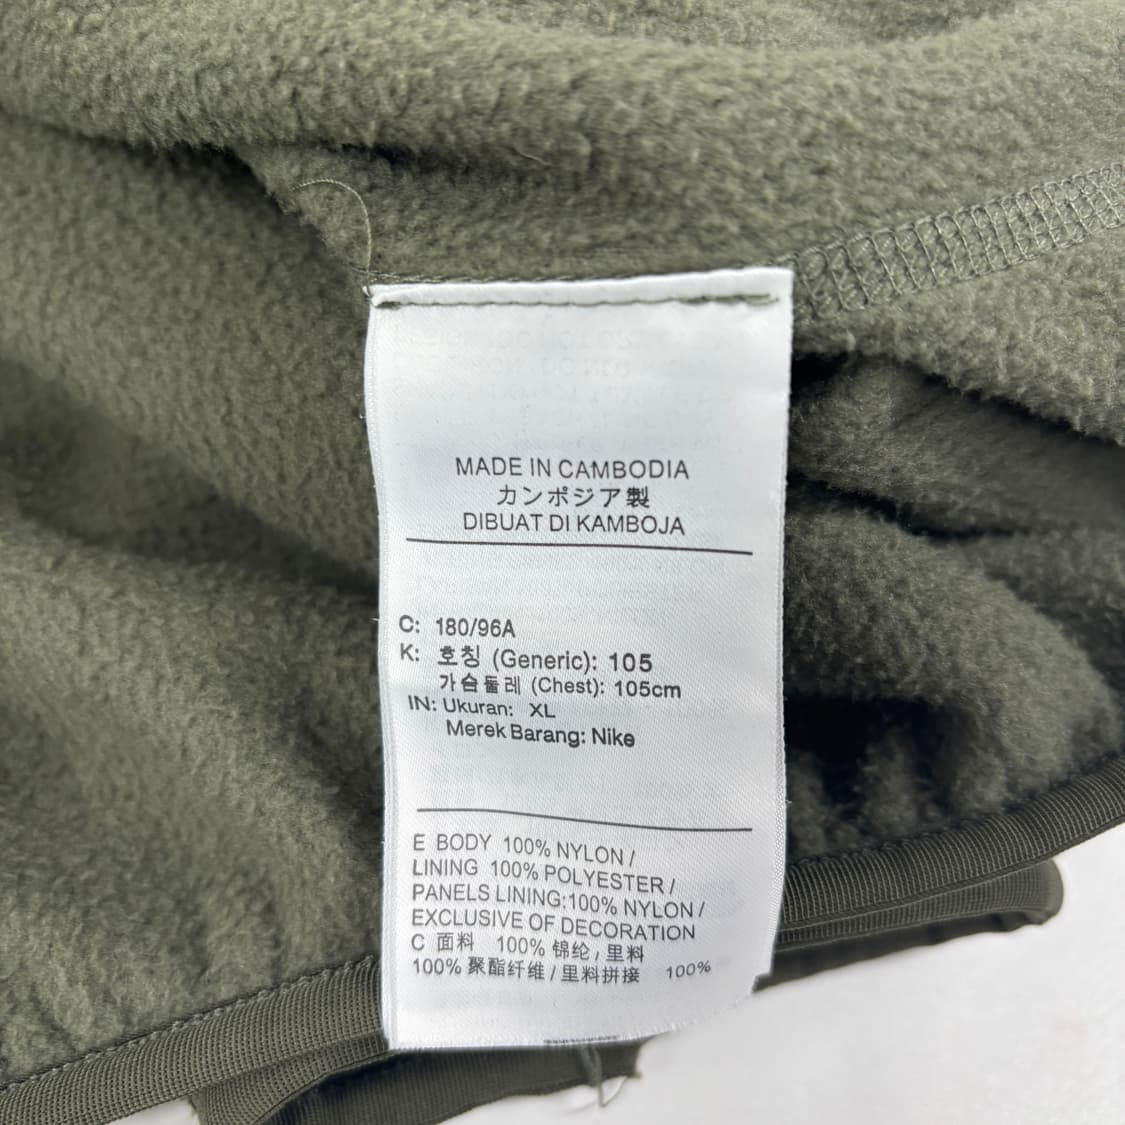 MADE IN CAMBODIA
カンポジア製
DIBUAT DI KAMBOJA
C: 180/96A
K: 호칭 (Generic): 105
가슴둘레 (Chest): 105cm
IN: Ukuran: XL
Merek Barang: Nike
E BODY 100% NYLON /
LINING 100% POLYESTER /
PANELS LINING:100% NYLON /
EXCLUSIVE OF DECORATION
C 面料 100% 锦纶, 里料
100% 聚酯纤维 / 里料拼接 100%